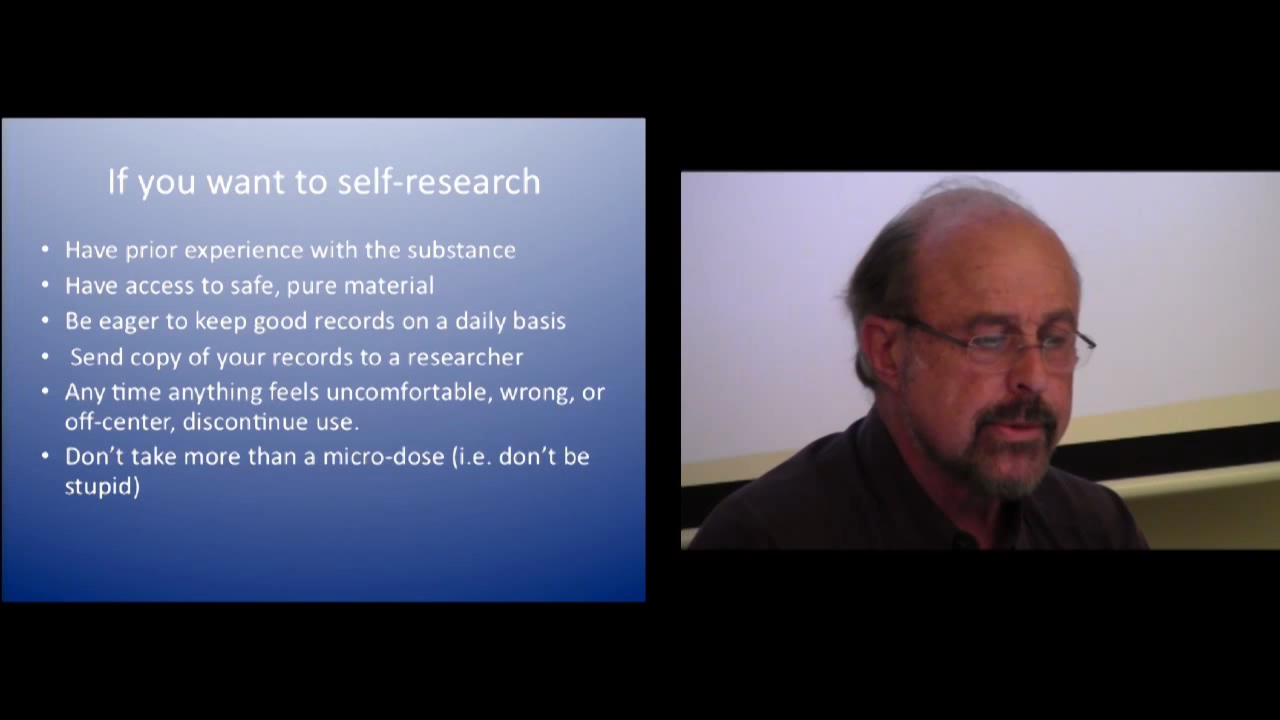 If you want to self-research
• Have prior experience with the substance
• Have access to safe, pure material
• Be eager to keep good records on a daily basis
• Send copy of your records to a researcher
• Any time anything feels uncomfortable, wrong, or
off-center, discontinue use.
• Don’t take more than a micro-dose (i.e. don’t be
stupid)